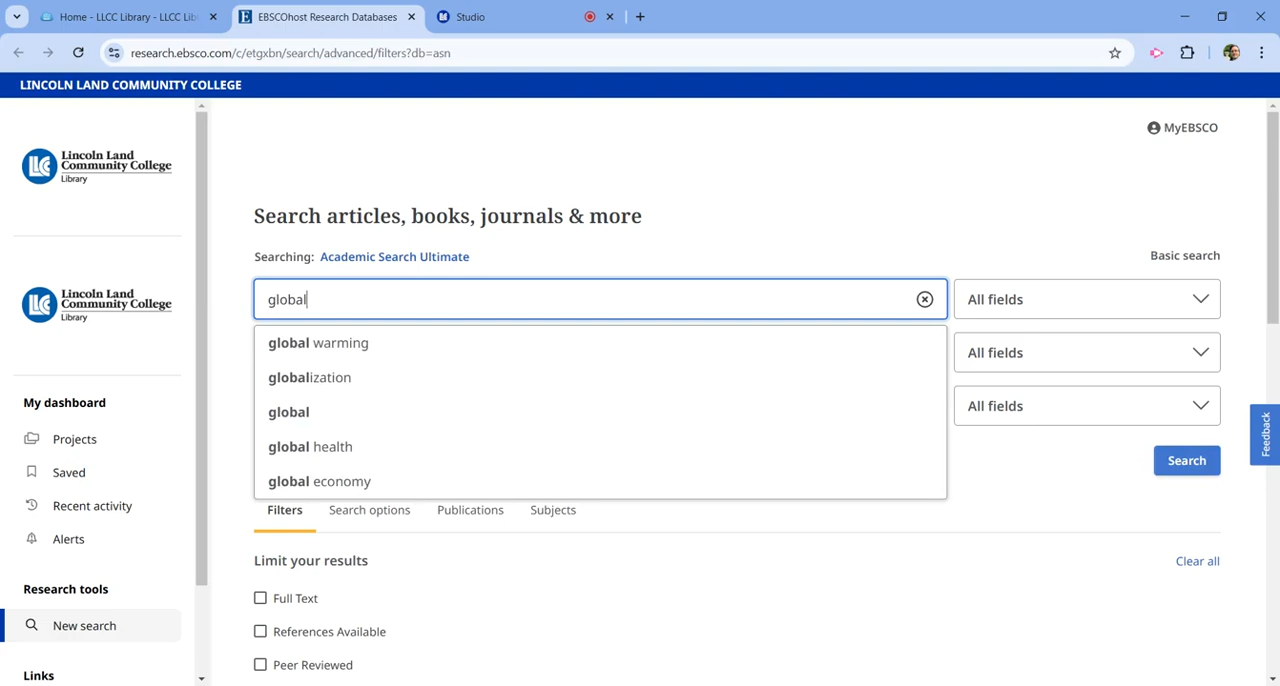 Home - LLCC Library - LLCC Lib
EBSCOhost Research Databases
Studio
research.ebsco.com/c/etgxbn/search/advanced/filters?db=asn
LINCOLN LAND COMMUNITY COLLEGE
MyEBSCO
LLCC Lincoln Land
Community College
Library
Search articles, books, journals & more
Searching: Academic Search Ultimate
Basic search
global
All fields
global warming
All fields
globalization
global
All fields
global health
global economy
Search
Feedback
LLCC Lincoln Land
Community College
Library
My dashboard
Projects
Saved
Recent activity
Alerts
Research tools
New search
Links
Filters Search options Publications Subjects
Limit your results
Clear all
Full Text
References Available
Peer Reviewed